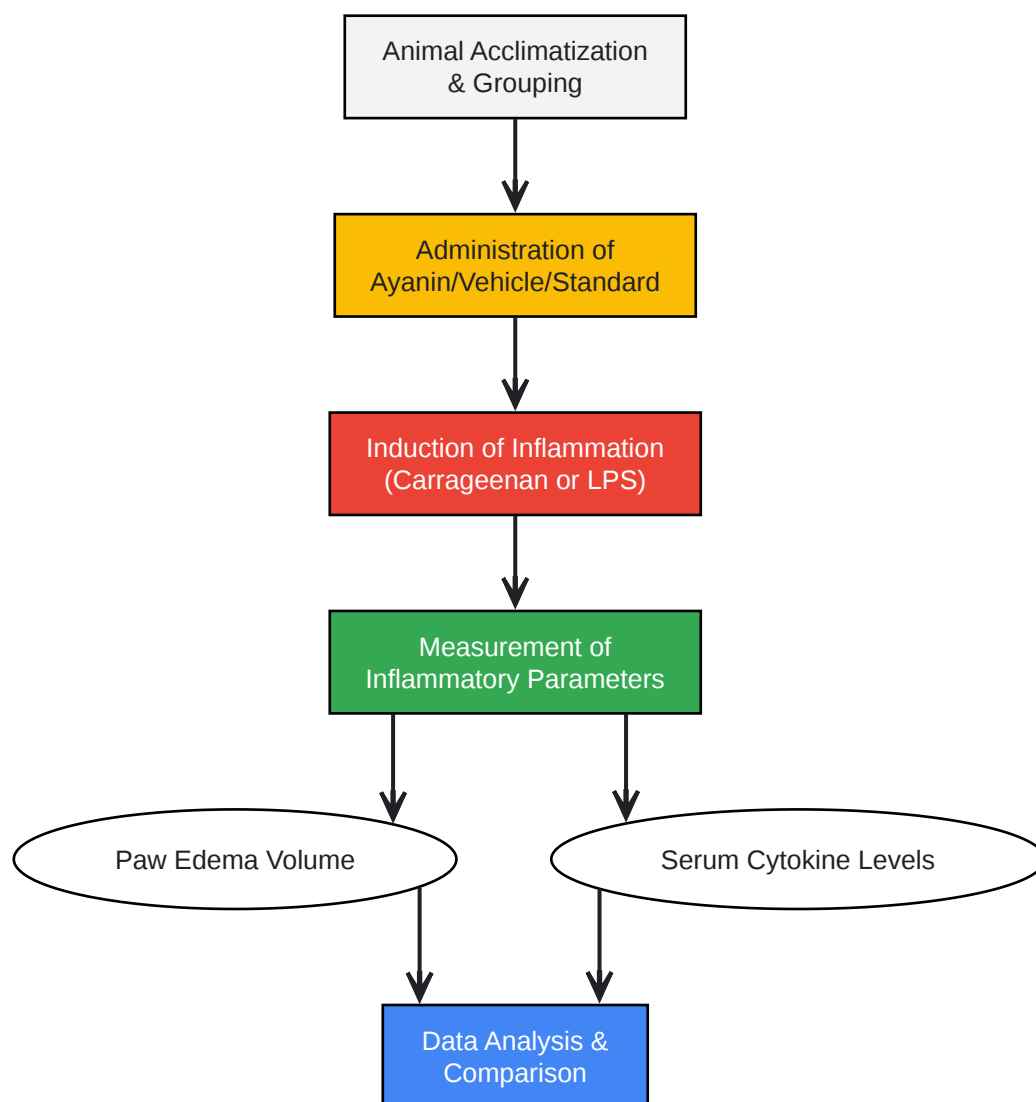 Animal Acclimatization
& Grouping
Administration of
Ayanin/Vehicle/Standard
Induction of Inflammation
(Carrageenan or LPS)
Measurement of
Inflammatory Parameters
Paw Edema Volume
Serum Cytokine Levels
Data Analysis &
Comparison